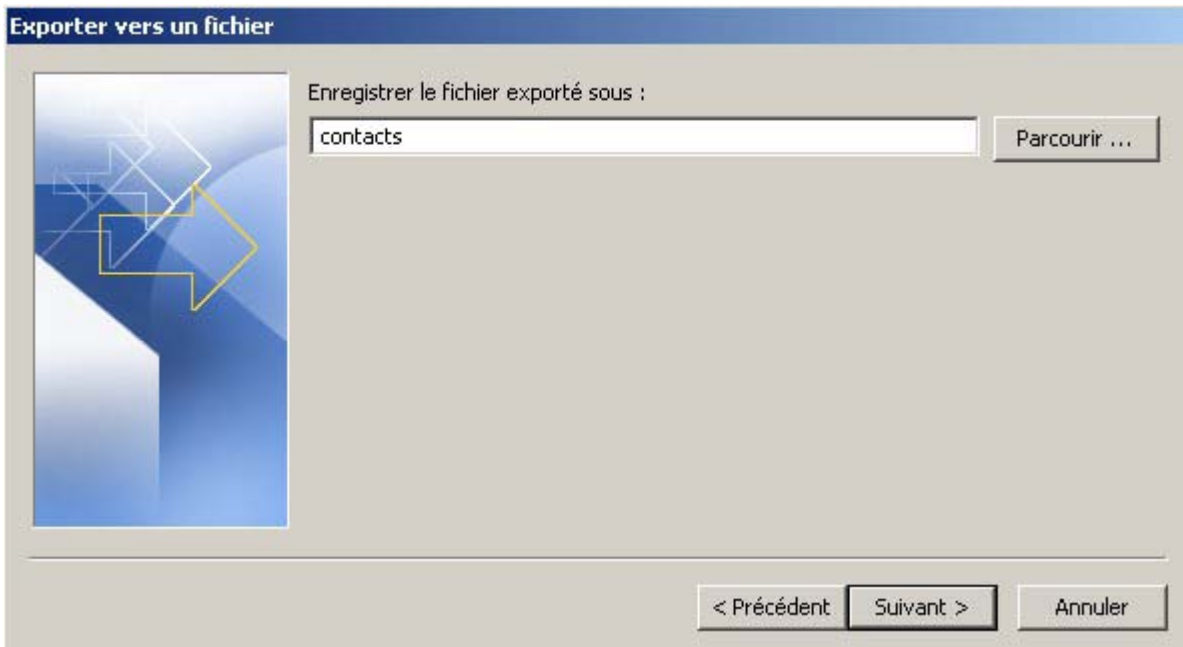 Exporter vers un fichier
Enregistrer le fichier exporté sous :
contacts
Parcourir ...
< Précédent
Suivant >
Annuler